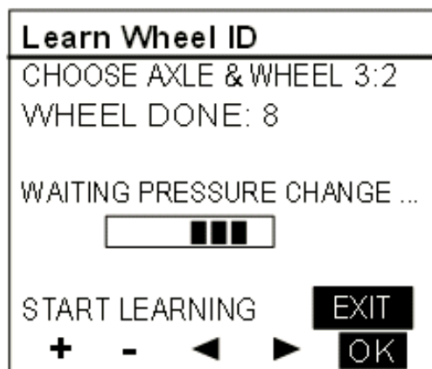 Learn Wheel ID
CHOOSE AXLE & WHEEL 3:2
WHEEL DONE: 8
WAITING PRESSURE CHANGE ...
START LEARNING EXIT
+ - ◀ ▶ OK